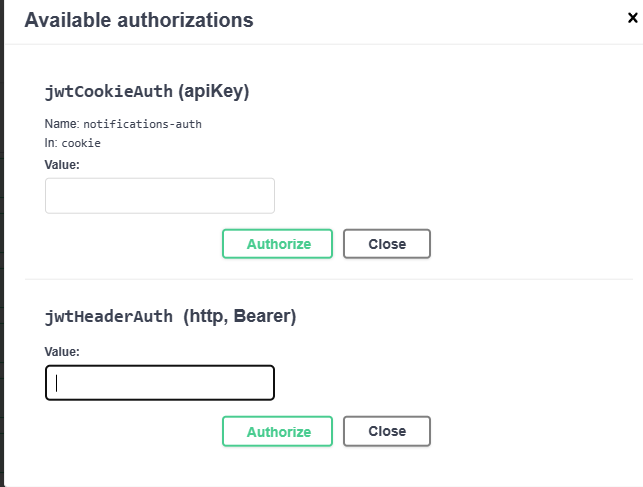 Available authorizations x
jwtCookieAuth (apiKey)
Name: notifications-auth
In: cookie
Value:
Authorize Close
jwtHeaderAuth (http, Bearer)
Value:
Authorize Close